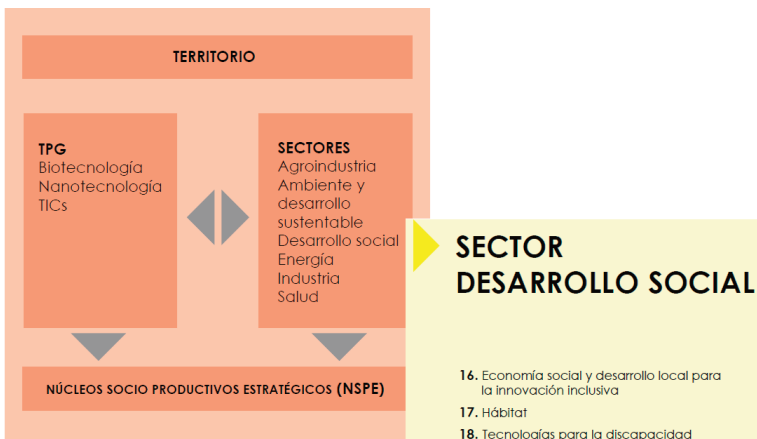 TERRITORIO
TPG
Biotecnología
Nanotecnología
TICs
SECTORES
Agroindustria
Ambiente y
desarrollo
sustentable
Desarrollo social
Energía
Industria
Salud
NÚCLEOS SOCIO PRODUCTIVOS ESTRATÉGICOS (NSPE)
SECTOR
DESARROLLO SOCIAL
16. Economía social y desarrollo local para
la innovación inclusiva
17. Hábitat
18. Tecnologías para la discapacidad